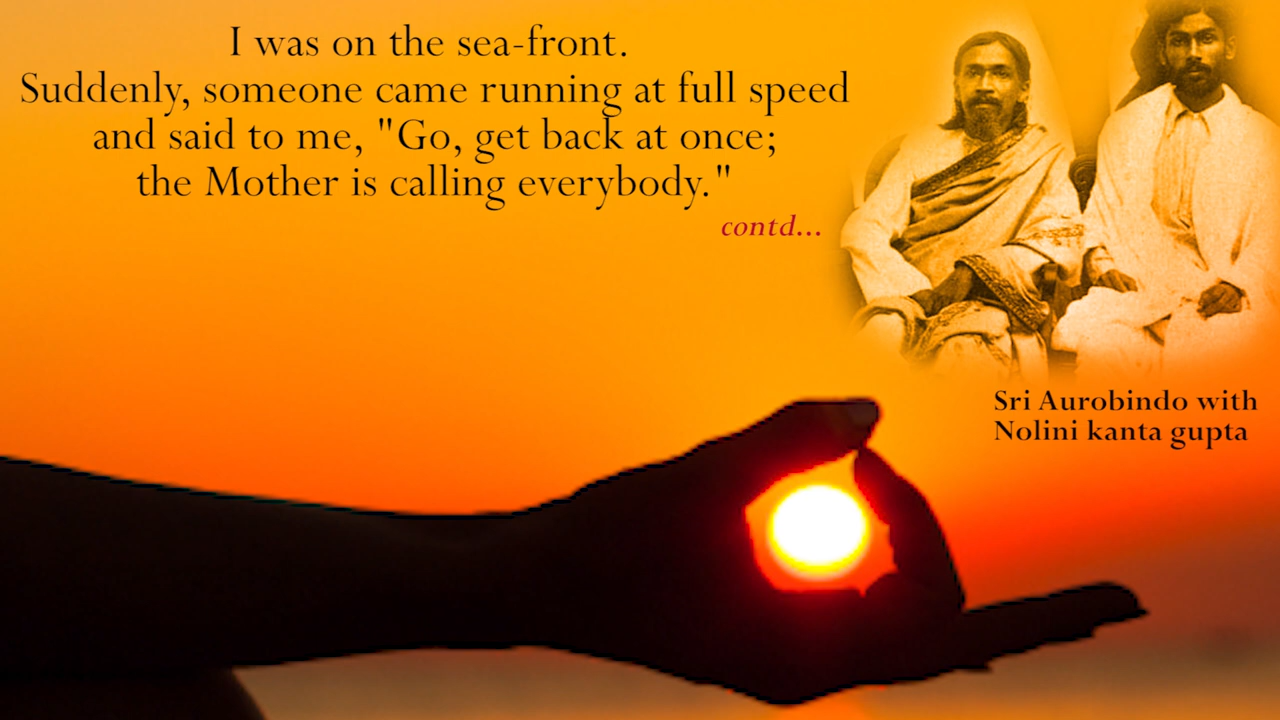 I was on the sea-front.
Suddenly, someone came running at full speed
and said to me, "Go, get back at once;
the Mother is calling everybody."
contd...
Sri Aurobindo with
Nolini kanta gupta